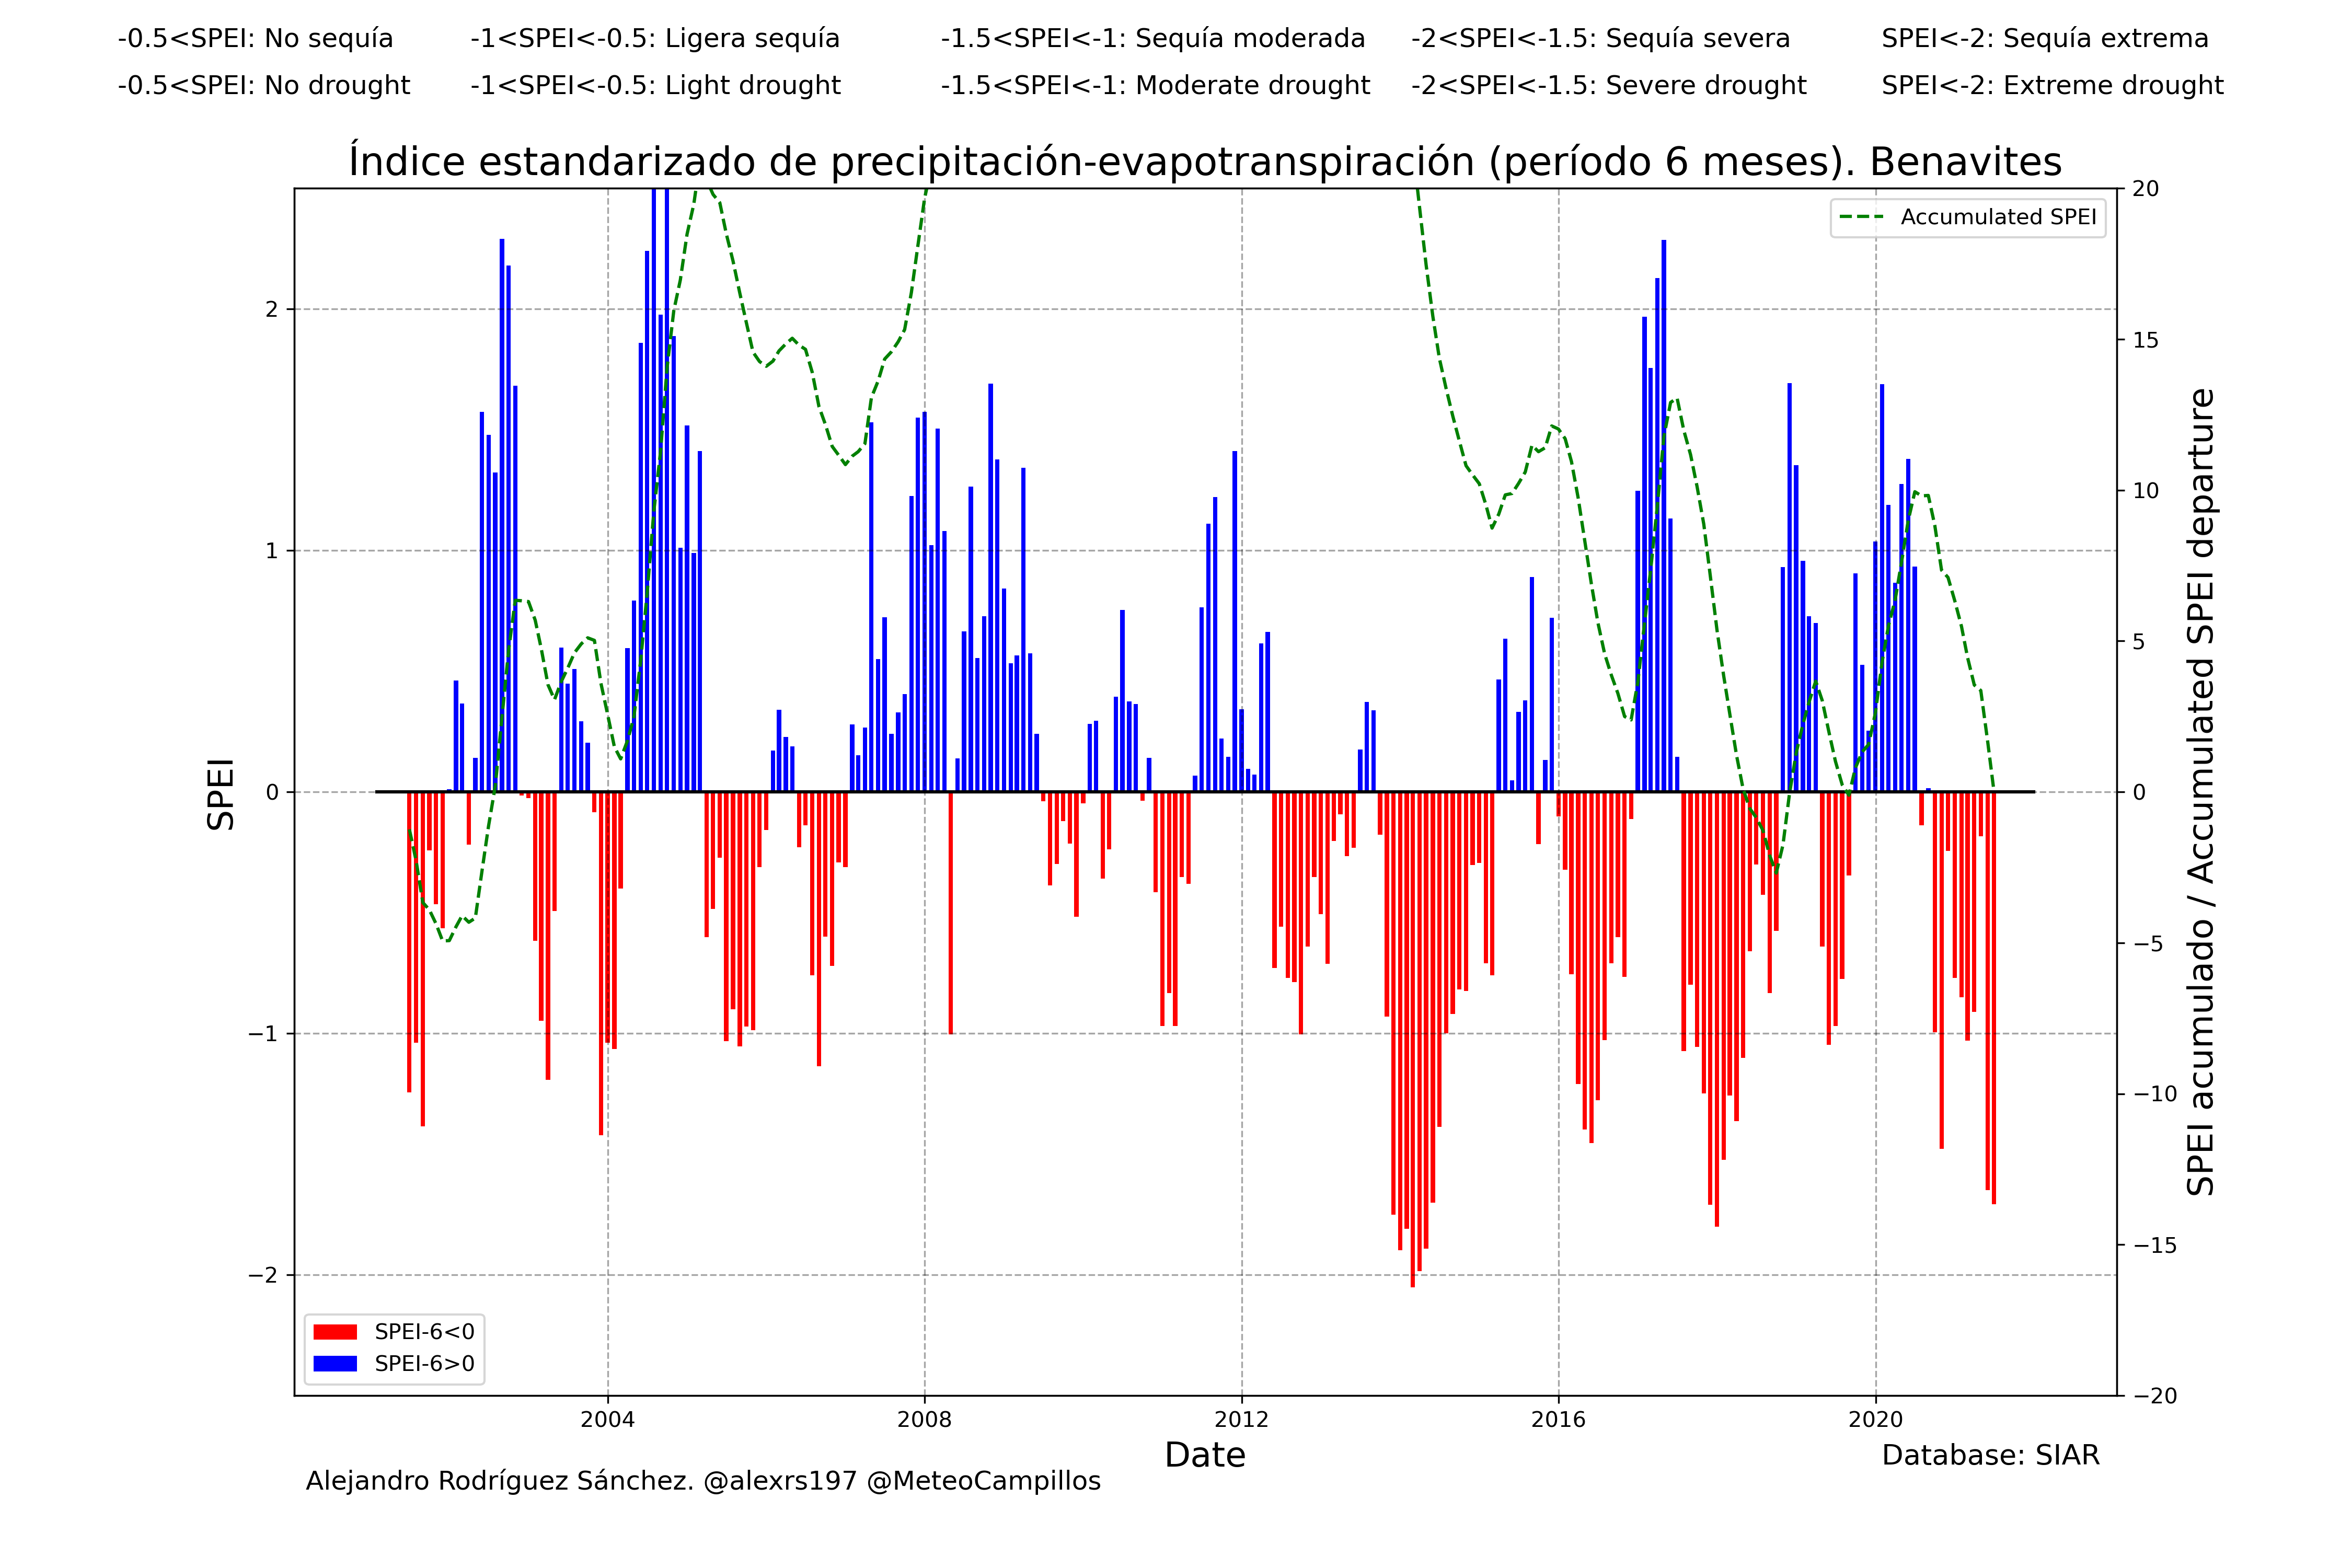 -0.5<SPEI: No sequía -1<SPEI<-0.5: Ligera sequía -1.5<SPEI<-1: Sequía moderada -2<SPEI<-1.5: Sequía severa SPEI<-2: Sequía extrema
-0.5<SPEI: No drought -1<SPEI<-0.5: Light drought -1.5<SPEI<-1: Moderate drought -2<SPEI<-1.5: Severe drought SPEI<-2: Extreme drought
Índice estandarizado de precipitación-evapotranspiración (período 6 meses). Benavites
Accumulated SPEI
SPEI
2
1
0
−1
−2
20
15
10
5
0
−5
−10
−15
−20
SPEI acumulado / Accumulated SPEI departure
SPEI-6<0
SPEI-6>0
2004 2008 2012 2016 2020
Date
Database: SIAR
Alejandro Rodríguez Sánchez. @alexrs197 @MeteoCampillos